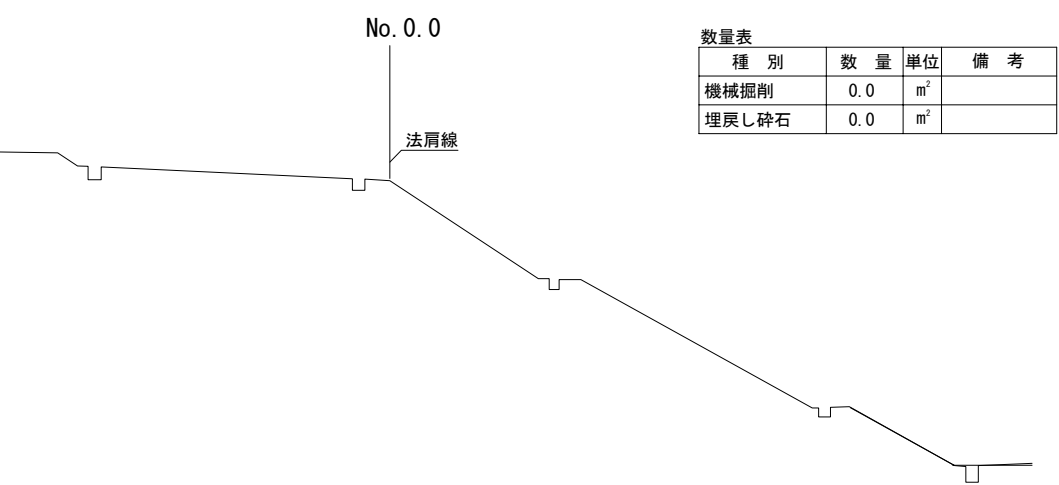 No.0.0
法肩線
数量表
種 別 数 量 単位 備 考
機械掘削 0.0 m²
埋戻し砕石 0.0 m²